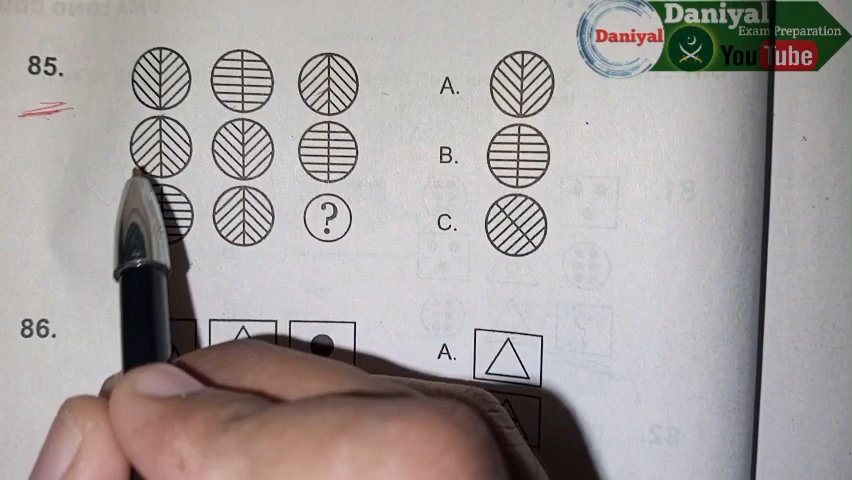 Daniyal
Daniyal
Exam Preparation
YouTube
85.
A.
B.
C.
?
86.
A.